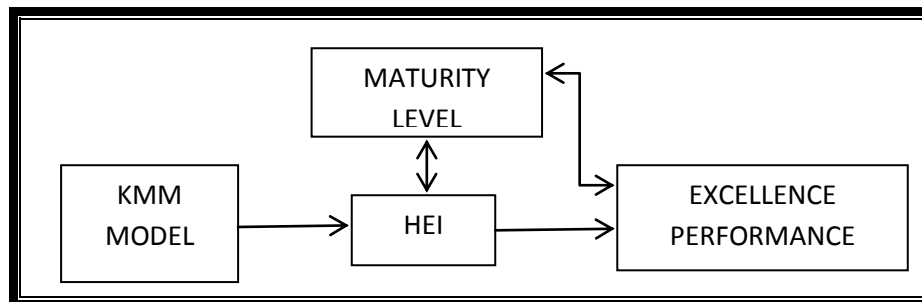 MATURITY
LEVEL
KMM
MODEL
HEI
EXCELLENCE
PERFORMANCE